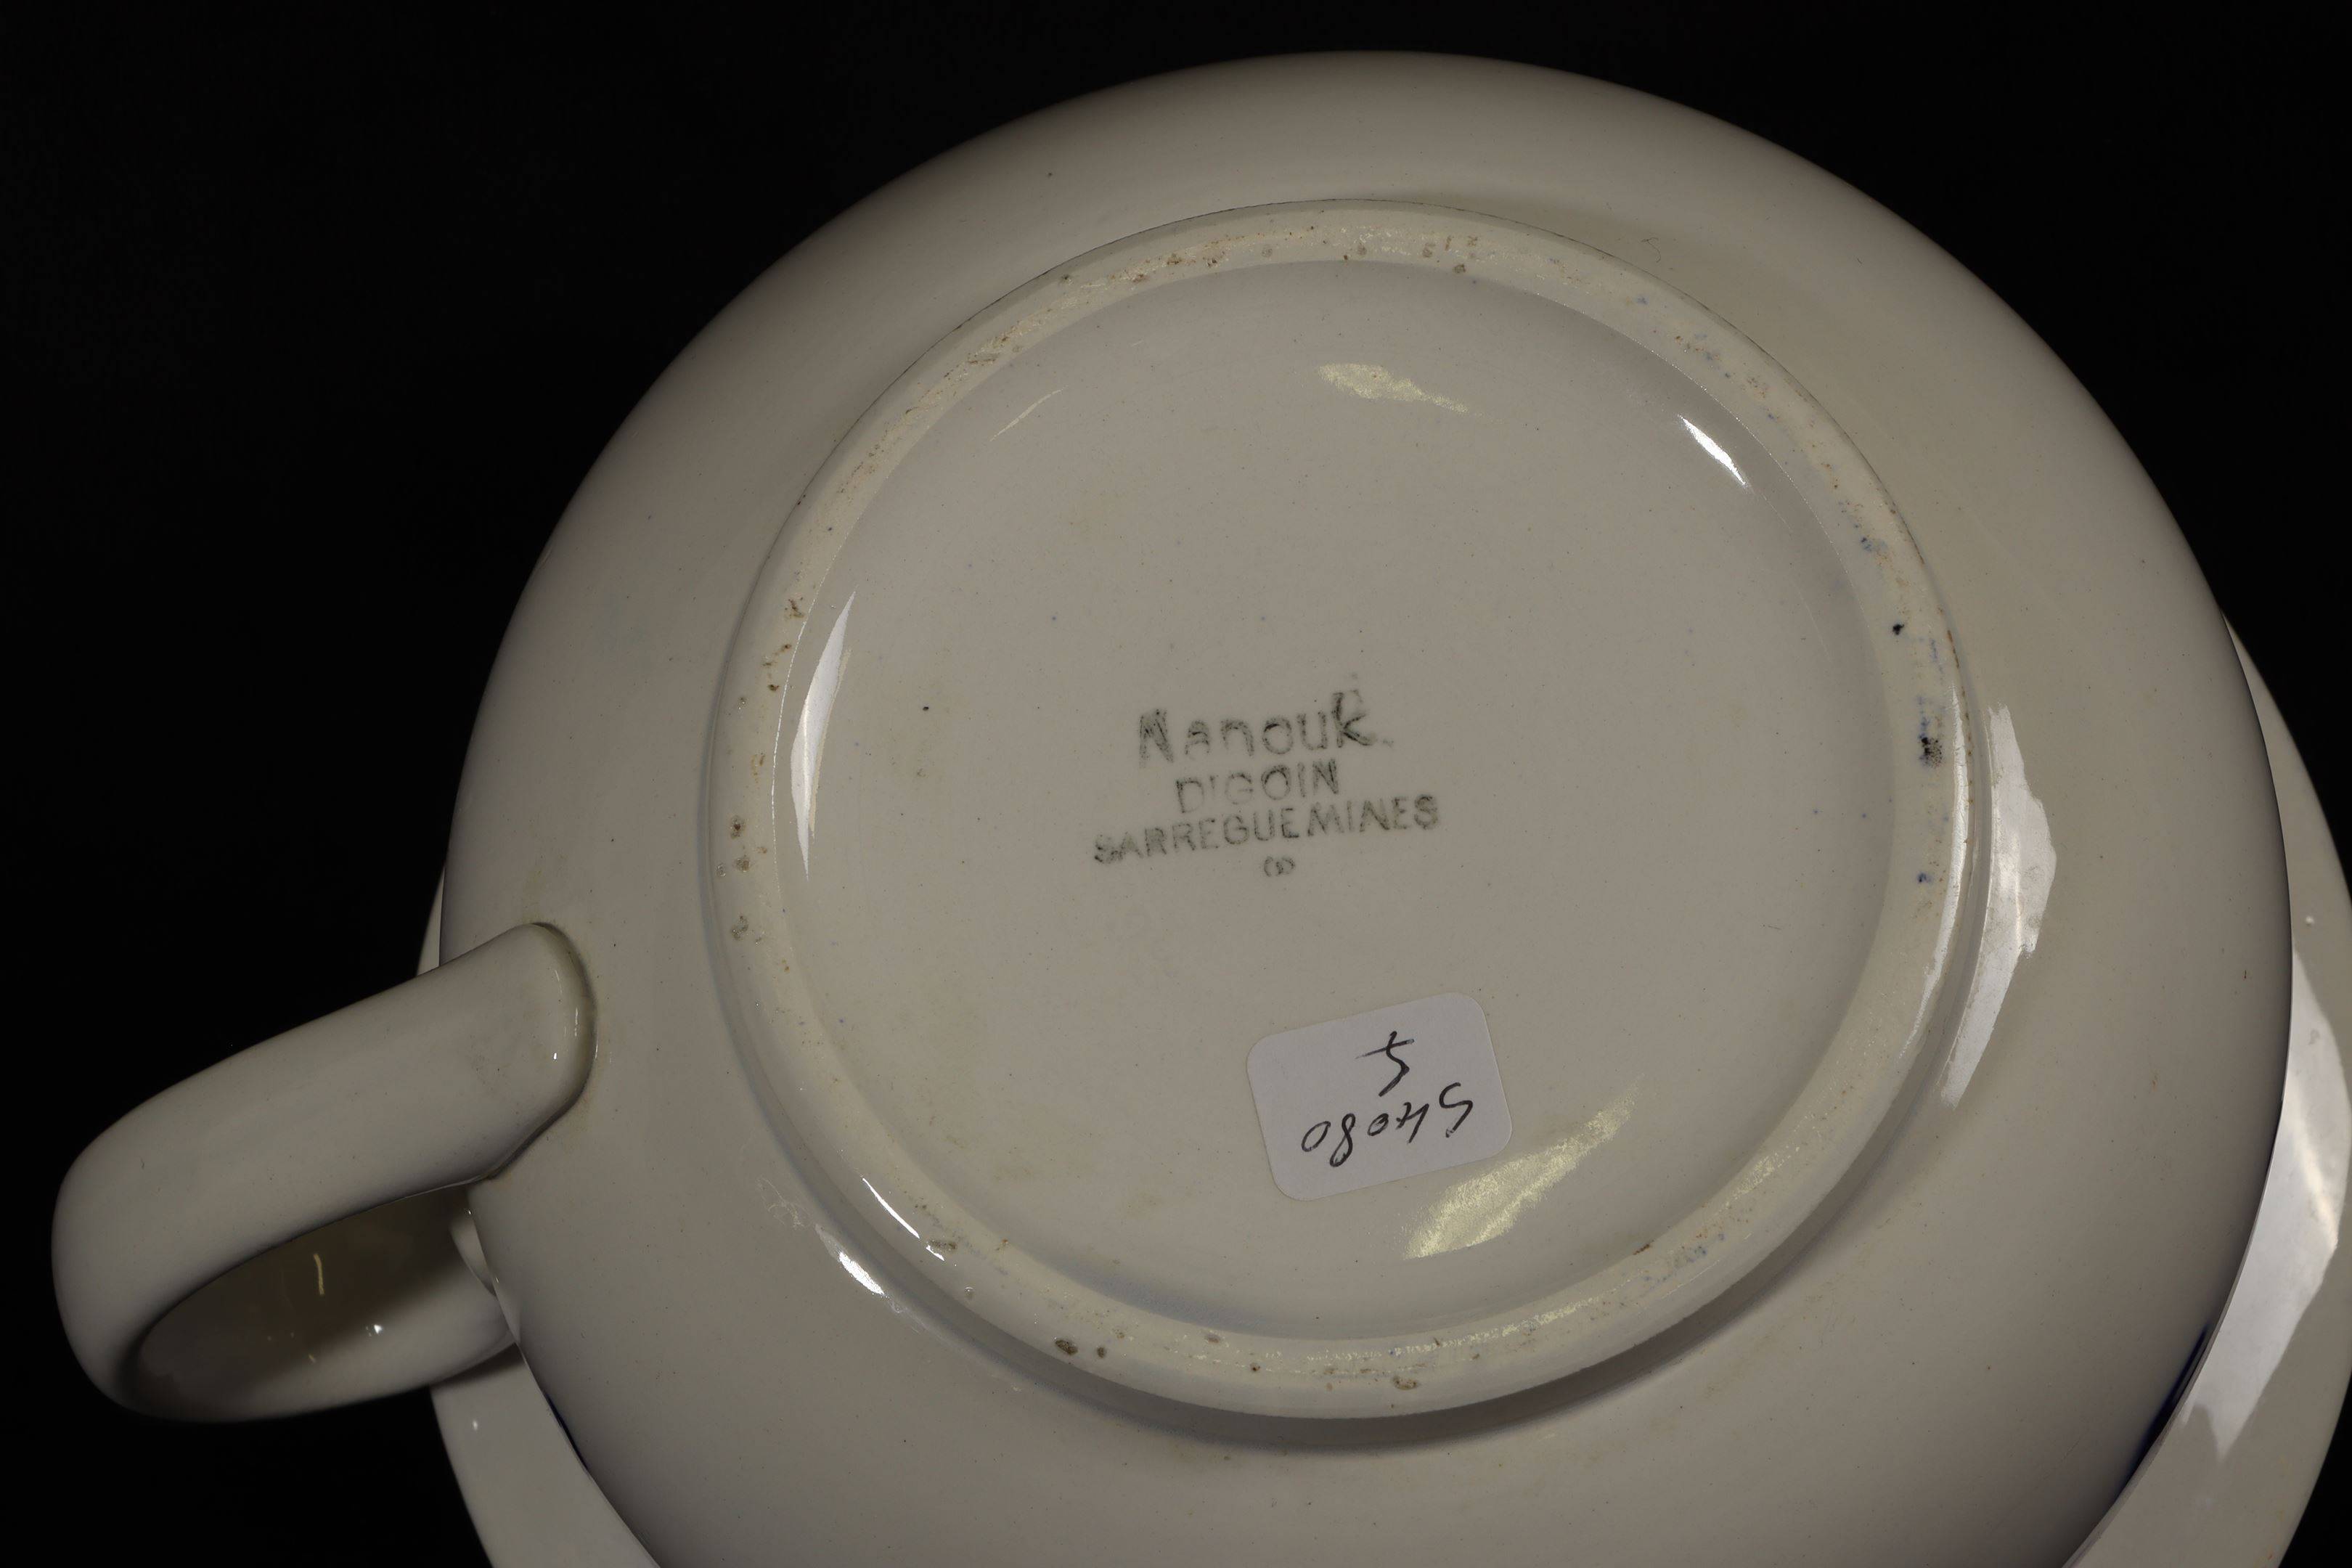 Nanouk
DIGOIN
SARREGUEMINES
54080
5